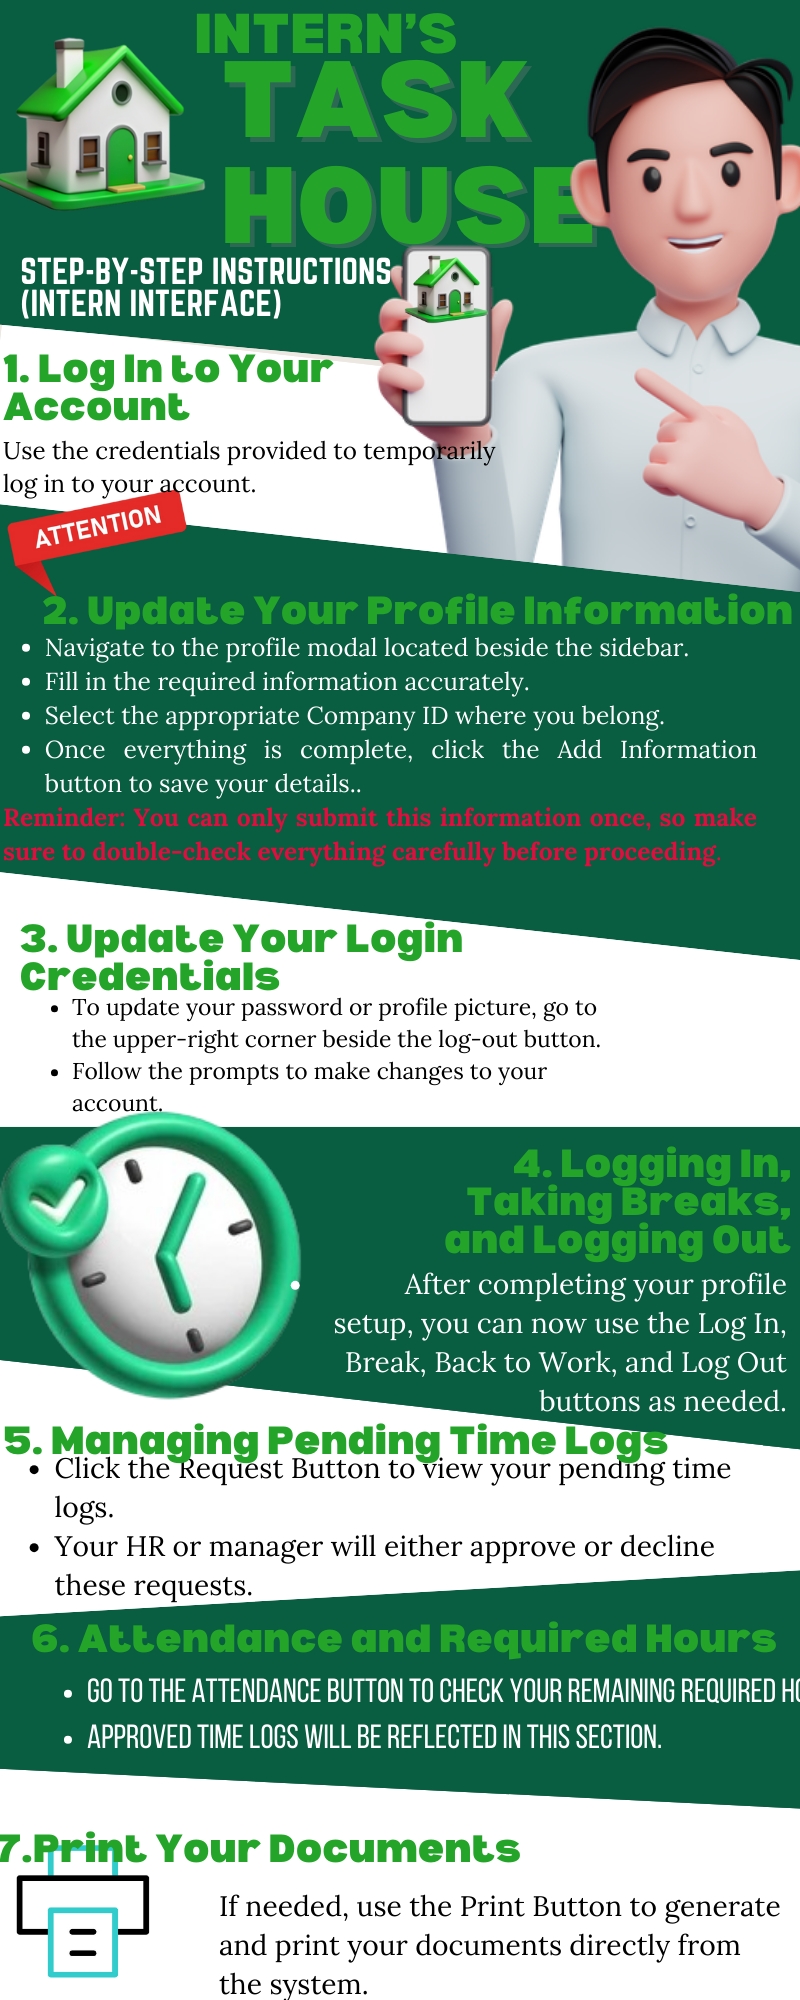 INTERN'S
TASK
HOUSE
STEP-BY-STEP INSTRUCTIONS
(INTERN INTERFACE)
1. Log In to Your
Account
Use the credentials provided to temporarily
log in to your account.
ATTENTION
2. Update Your Profile Information
• Navigate to the profile modal located beside the sidebar.
• Fill in the required information accurately.
• Select the appropriate Company ID where you belong.
• Once everything is complete, click the Add Information
button to save your details..
Reminder: You can only submit this information once, so make
sure to double-check everything carefully before proceeding.
3. Update Your Login
Credentials
• To update your password or profile picture, go to
the upper-right corner beside the log-out button.
• Follow the prompts to make changes to your
account.
4. Logging In,
Taking Breaks,
and Logging Out
• After completing your profile
setup, you can now use the Log In,
Break, Back to Work, and Log Out
buttons as needed.
5. Managing Pending Time Logs
• Click the Request Button to view your pending time
logs.
• Your HR or manager will either approve or decline
these requests.
6. Attendance and Required Hours
• GO TO THE ATTENDANCE BUTTON TO CHECK YOUR REMAINING REQUIRED
• APPROVED TIME LOGS WILL BE REFLECTED IN THIS SECTION.
7.Print Your Documents
If needed, use the Print Button to generate
and print your documents directly from
the system.